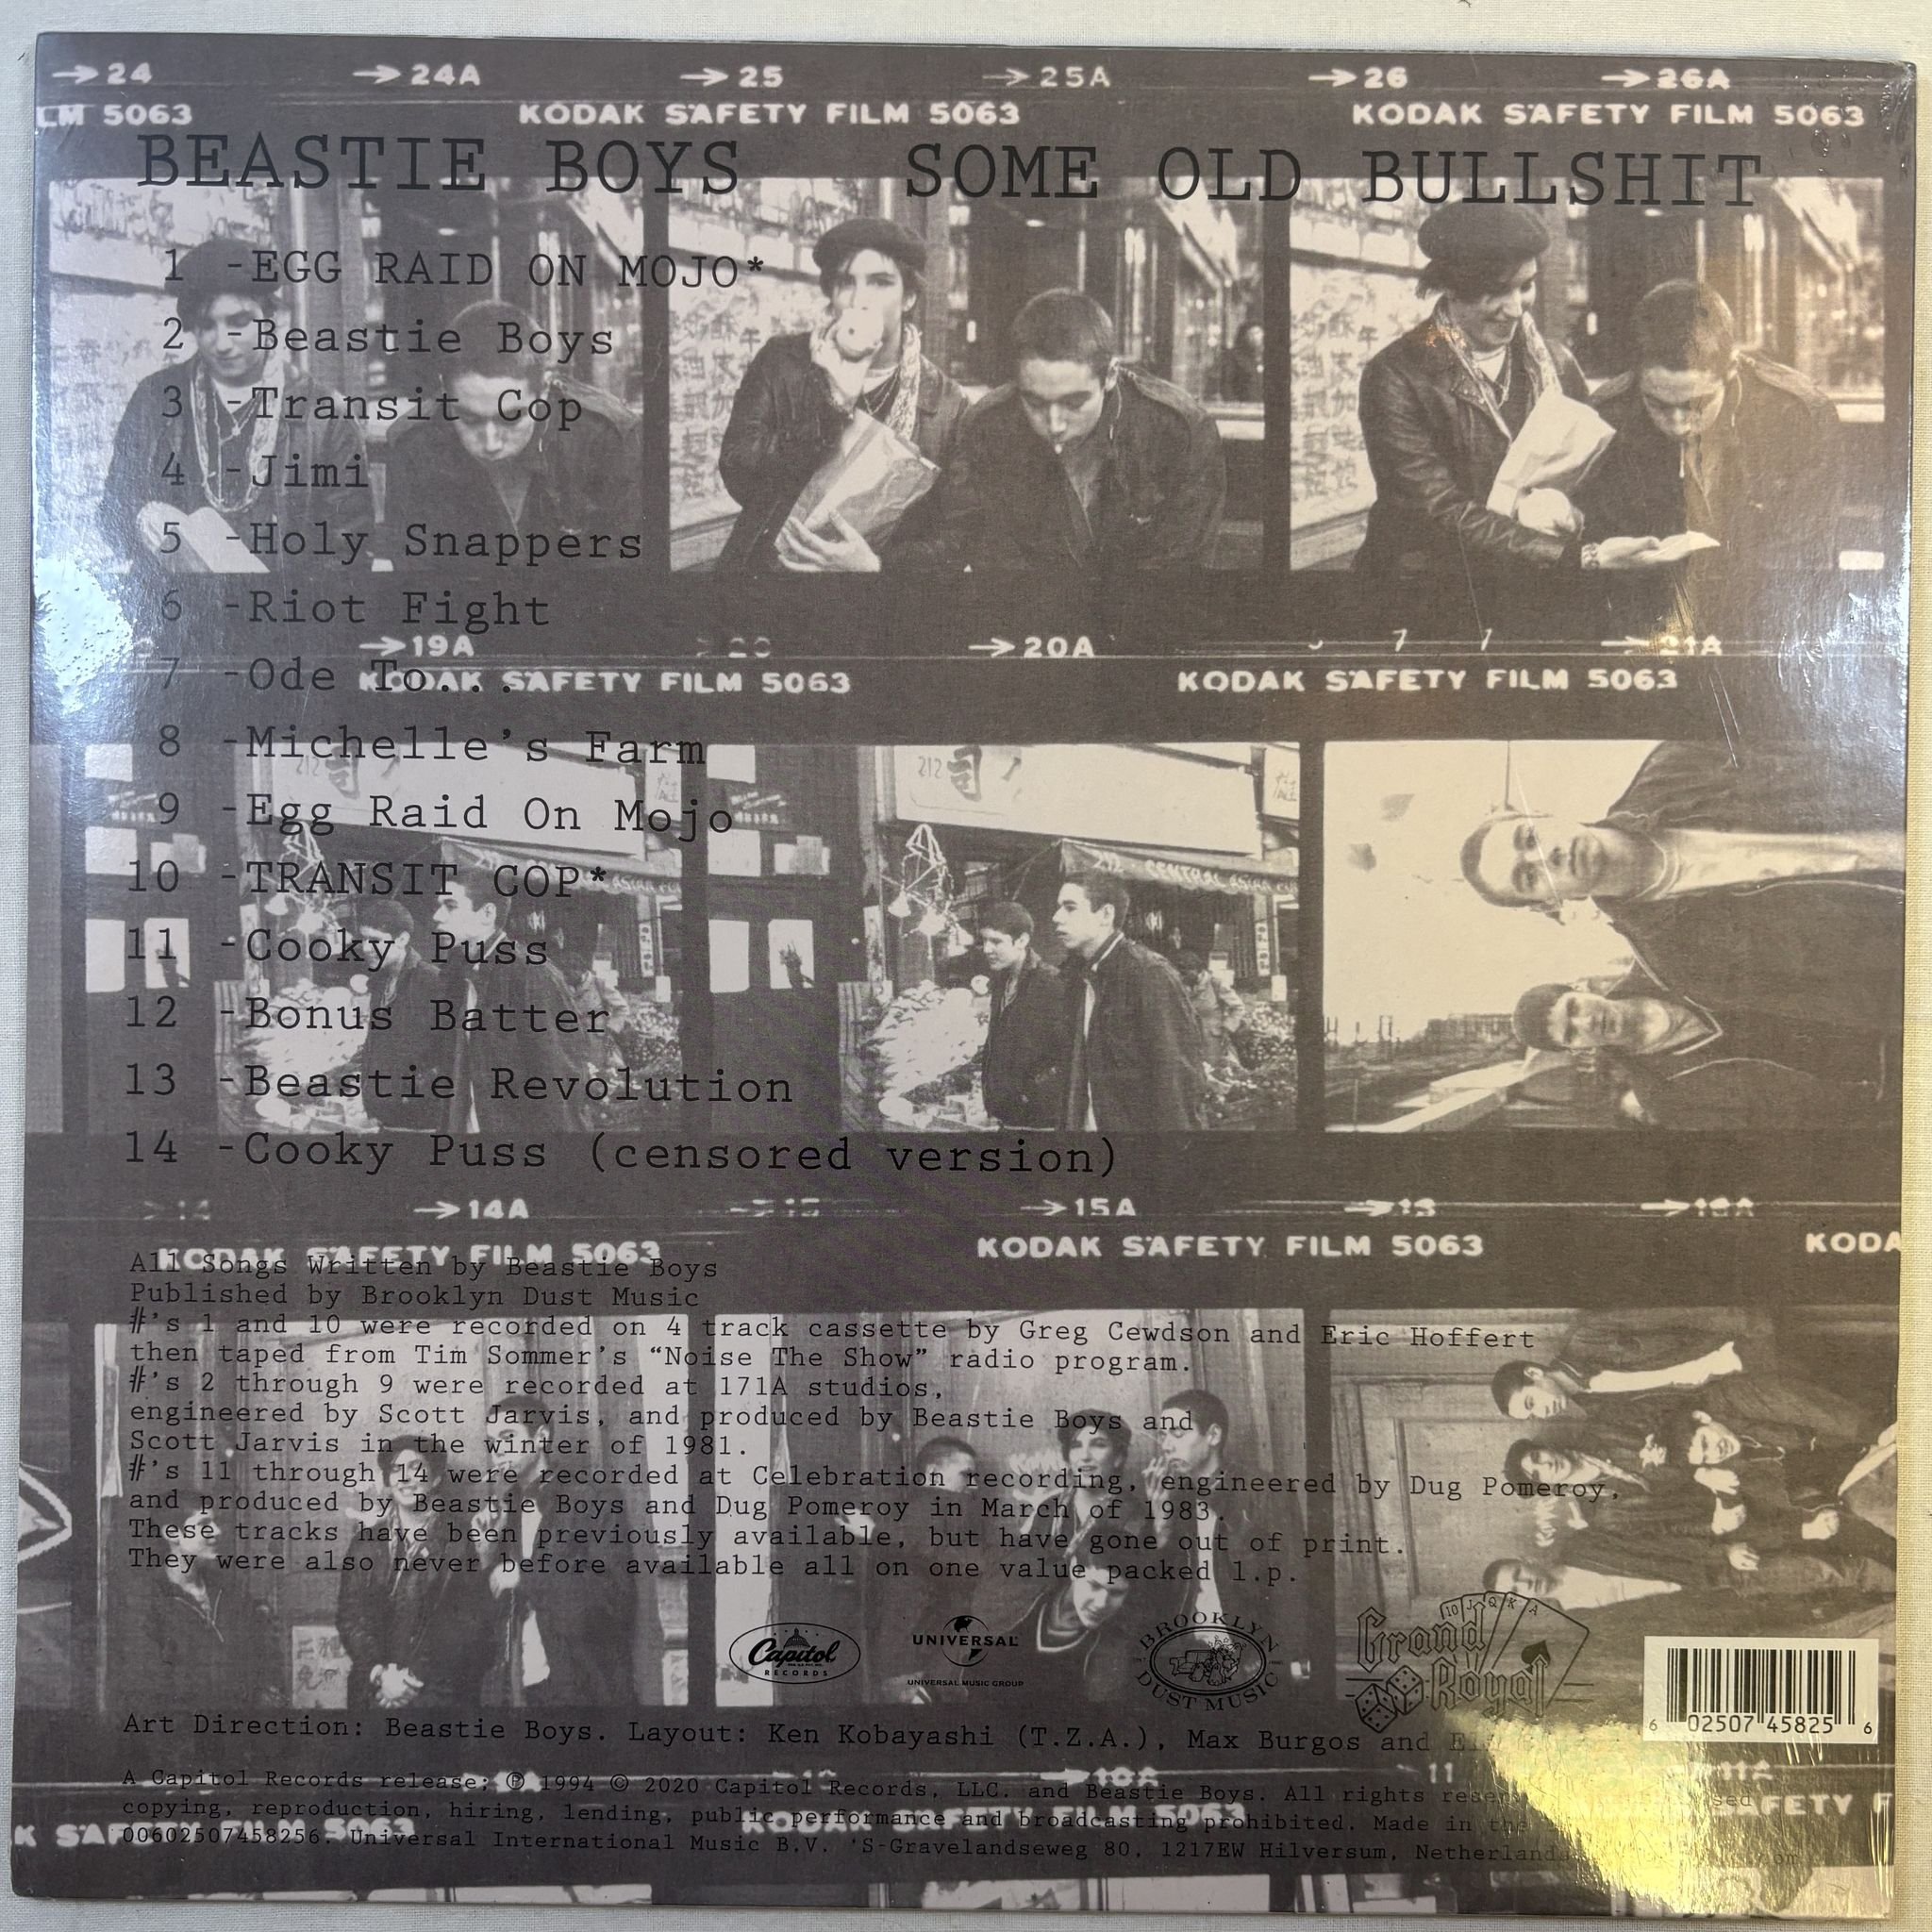 →24 →24A →25 →25A →26 →26A
LM 5063 KODAK SAFETY FILM 5063 KODAK SAFETY FILM 5063
BEASTIE BOYS SOME OLD BULLSHIT
1 -EGG RAID ON MOJO*
2 -Beastie Boys
3 -Transit Cop
4 -Jimi
5 -Holy Snappers
6 -Riot Fight
→19A →20A
7 -Ode To...
KODAK SAFETY FILM 5063 KODAK SAFETY FILM 5063
8 -Michelle's Farm
9 -Egg Raid On Mojo
10 -TRANSIT COP*
11 -Cooky Puss
12 -Bonus Batter
13 -Beastie Revolution
14 -Cooky Puss (censored version)
→14A →15A
KODAK SAFETY FILM 5063 KODAK SAFETY FILM 5063 KODA
All Songs Written by Beastie Boys
Published by Brooklyn Dust Music
#'s 1 and 10 were recorded on 4 track cassette by Greg Cewdson and Eric Hoffert
then taped from Tim Sommer's “Noise The Show” radio program.
#'s 2 through 9 were recorded at 171A studios,
engineered by Scott Jarvis, and produced by Beastie Boys and
Scott Jarvis in the winter of 1981.
#'s 11 through 14 were recorded at Celebration recording, engineered by Dug Pomeroy,
and produced by Beastie Boys and Dug Pomeroy in March of 1983.
These tracks have been previously available, but have gone out of print.
They were also never before available all on one value packed l.p.
Capitol RECORDS
UNIVERSAL
UNIVERSAL MUSIC GROUP
BROOKLYN DUST MUSIC
10 J Q K A
Grand Royal
6 02507 45825 6
Art Direction: Beastie Boys. Layout: Ken Kobayashi (T.Z.A.), Max Burgos and
A Capitol Records release; ℗ 1994 © 2020 Capitol Records, LLC. and Beastie Boys. All rights
copying, reproduction, hiring, lending, public performance and broadcasting prohibited. Made in the
00602507458256. Universal International Music B.V. 'S-Gravelandseweg 80, 1217EW Hilversum,